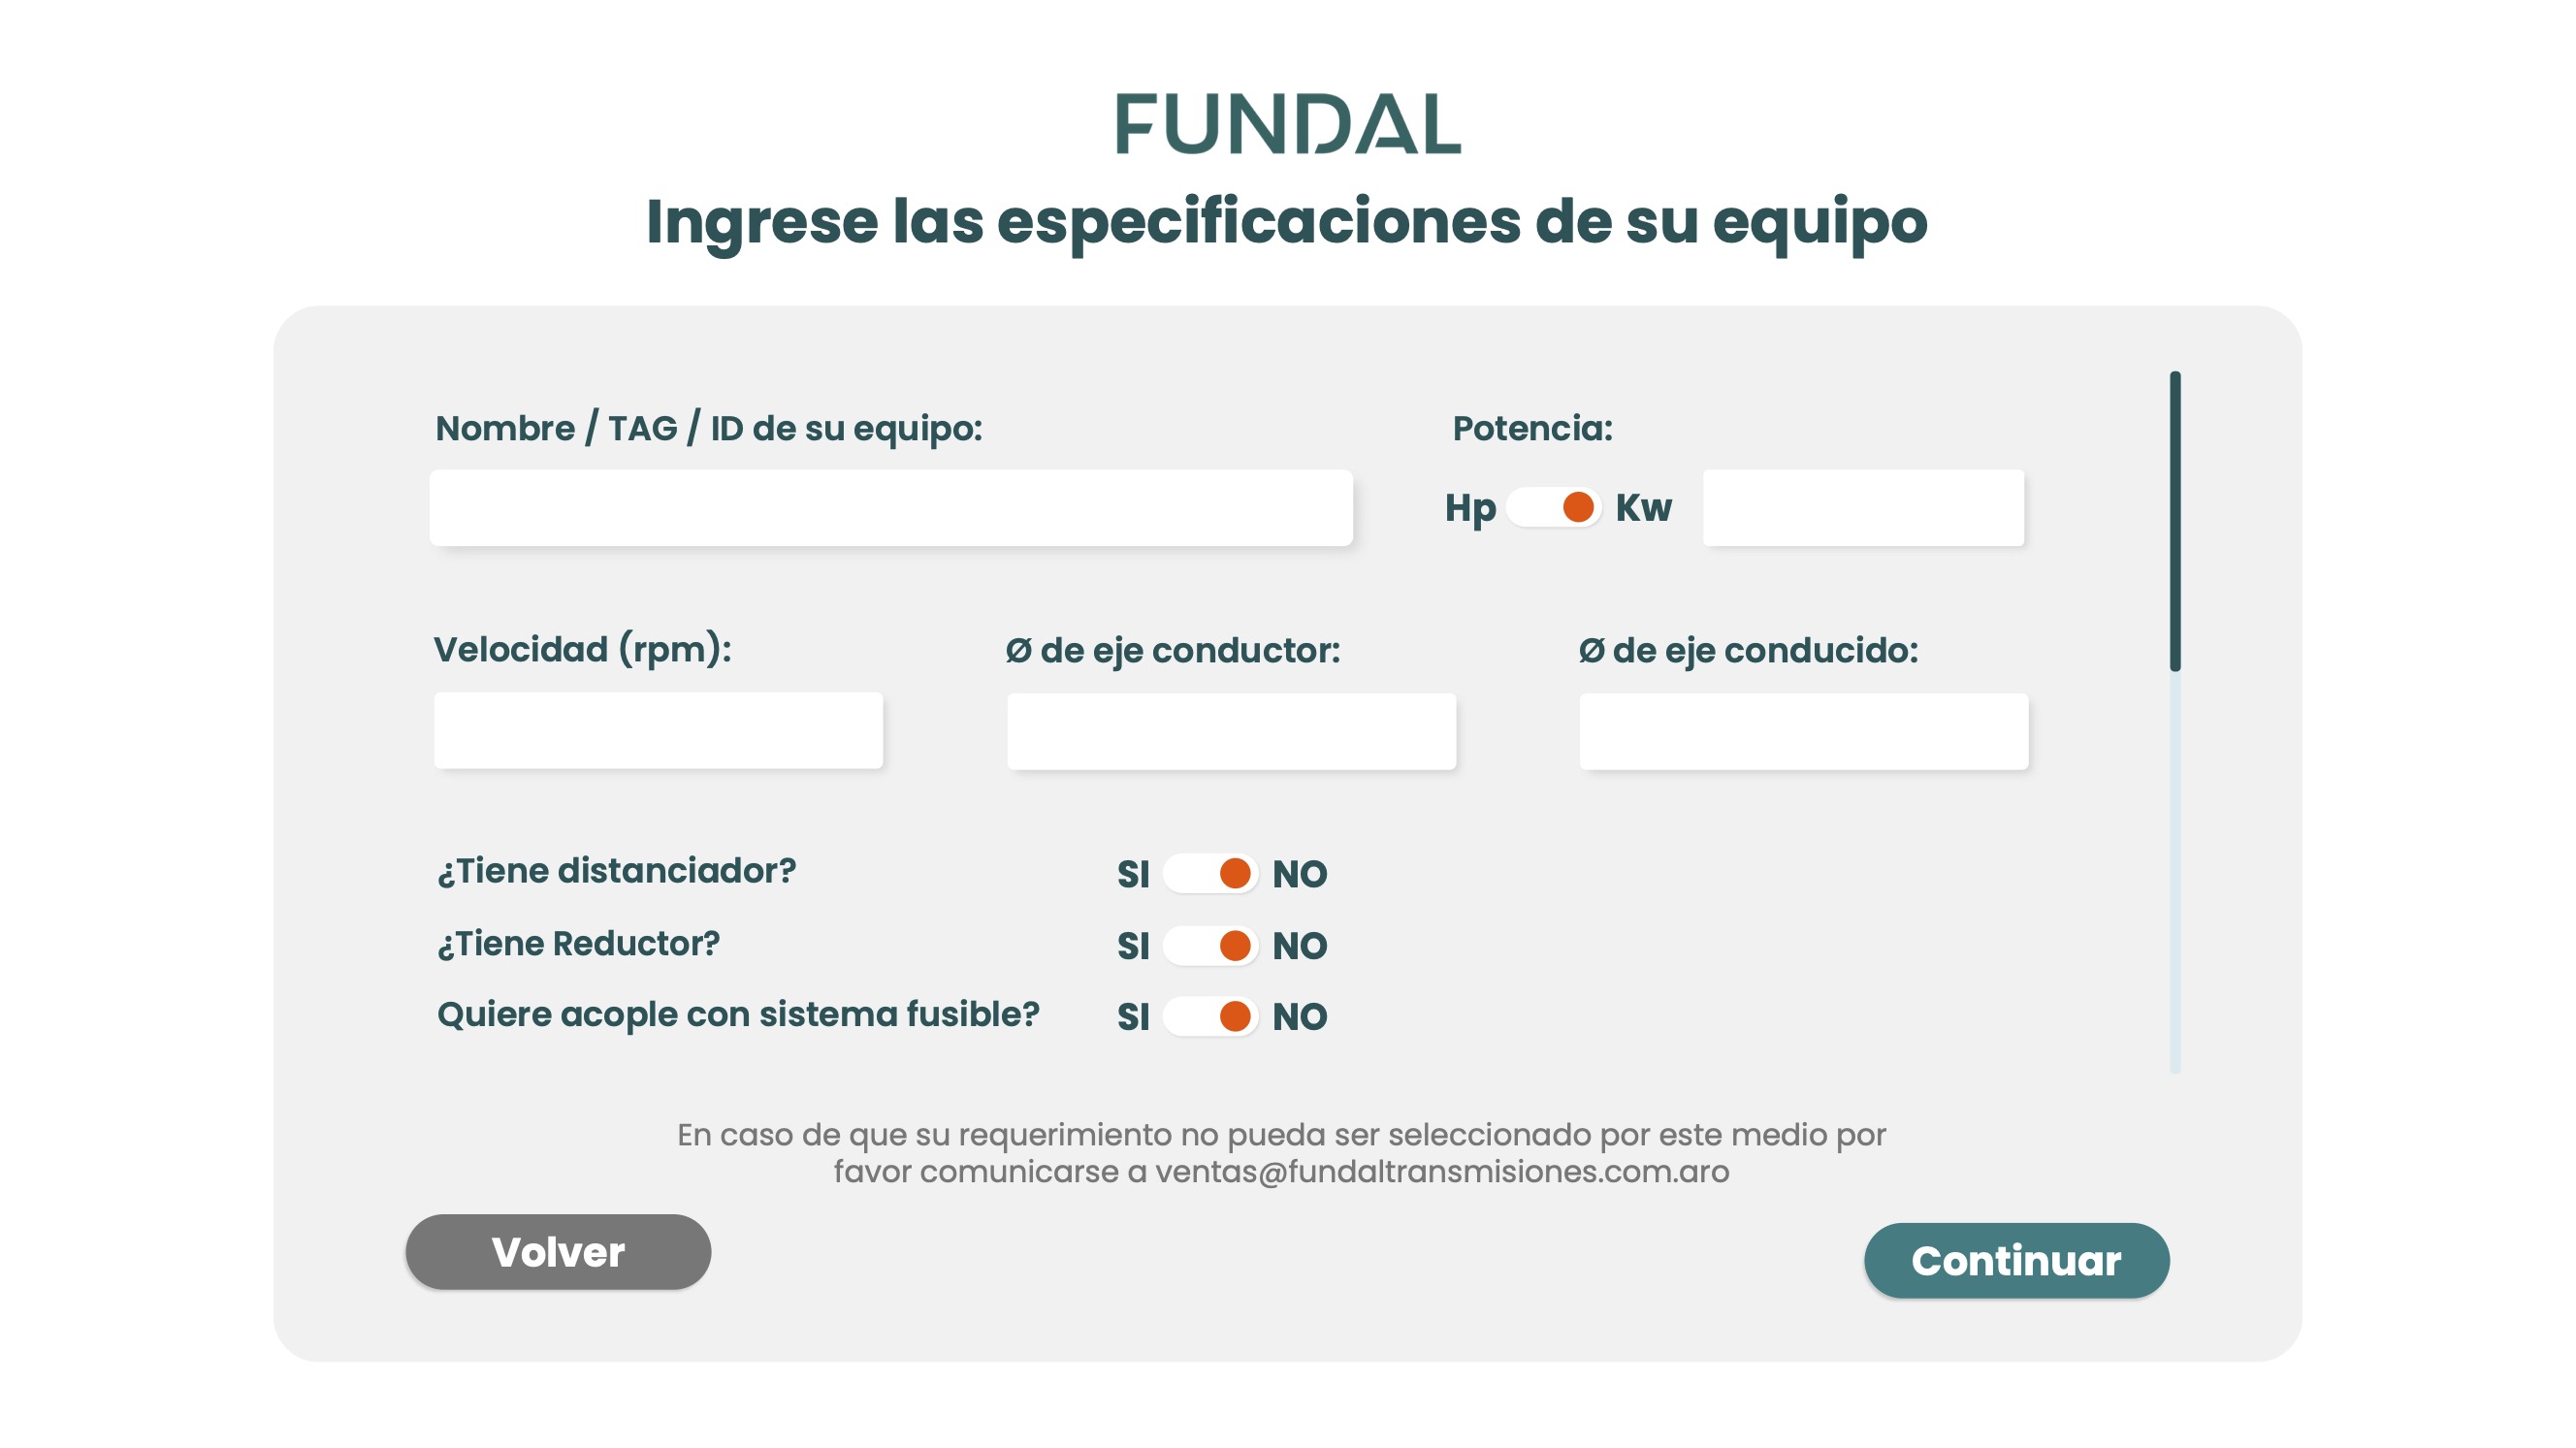 FUNDAL
Ingrese las especificaciones de su equipo
Nombre / TAG / ID de su equipo:
Potencia:
Hp Kw
Velocidad (rpm):
Ø de eje conductor:
Ø de eje conducido:
¿Tiene distanciador?
SI NO
¿Tiene Reductor?
SI NO
Quiere acople con sistema fusible?
SI NO
En caso de que su requerimiento no pueda ser seleccionado por este medio por
favor comunicarse a ventas@fundaltransmisiones.com.aro
Volver
Continuar